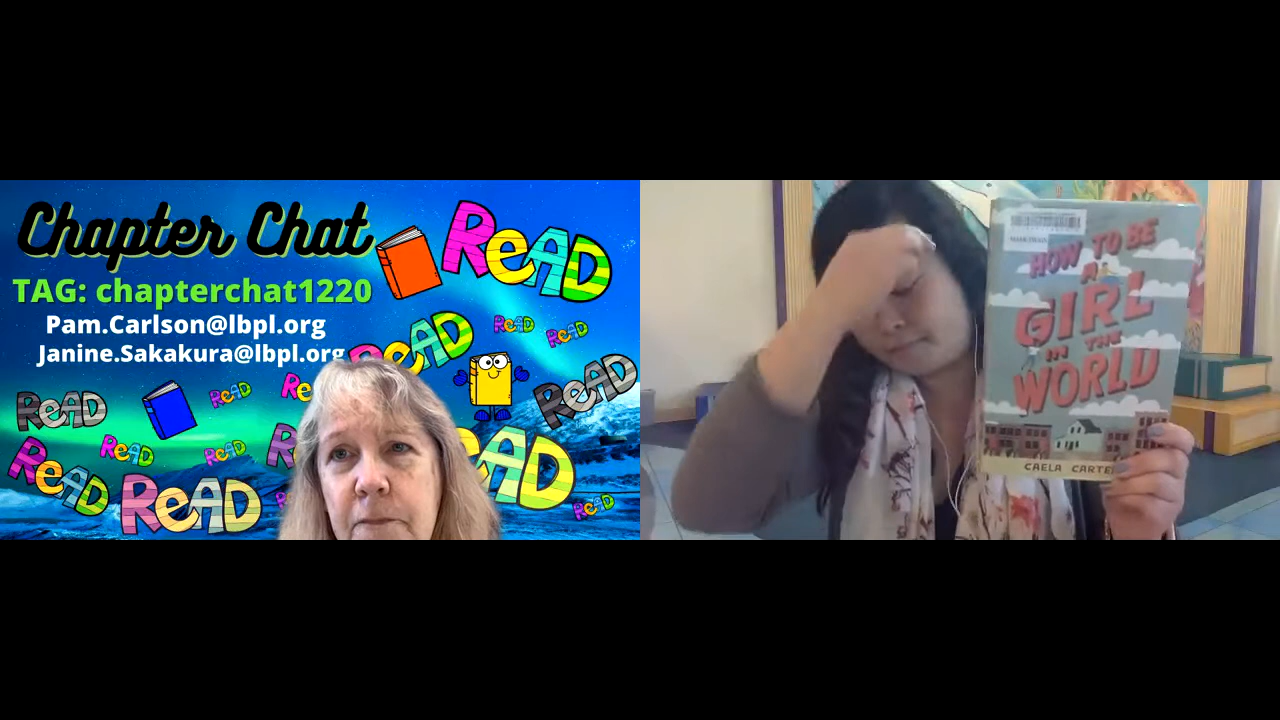 Chapter Chat
TAG: chapterchat1220
Pam.Carlson@lbpl.org
Janine.Sakakura@lbpl.org
READ
READ
READ
READ
READ
READ
READ
READ
READ
READ
READ
READ
HOW TO BE
A
GIRL
IN THE
WORLD
CAELA CARTER